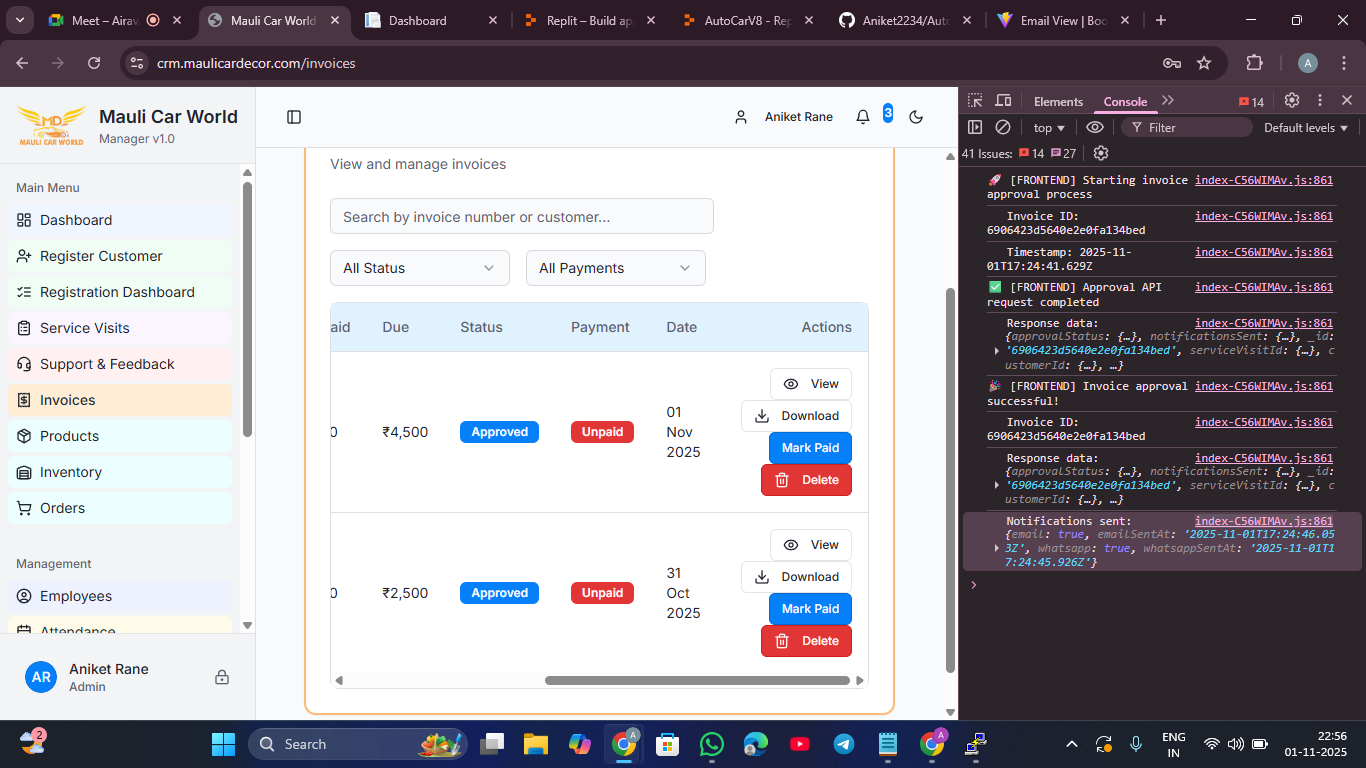 Meet – Airav
Mauli Car World
Dashboard
Replit – Build ap
AutoCarV8 - Rep
Aniket2234/Auto
Email View | Boo
crm.maulicardecor.com/invoices
A
MD
MAULI CAR WORLD
Mauli Car World
Manager v1.0
Aniket Rane
3
Main Menu
Dashboard
Register Customer
Registration Dashboard
Service Visits
Support & Feedback
Invoices
Products
Inventory
Orders
Management
Employees
Attendance
AR
Aniket Rane
Admin
View and manage invoices
Search by invoice number or customer...
All Status
All Payments
aid Due Status Payment Date Actions
0 ₹4,500 Approved Unpaid 01 Nov 2025
View
Download
Mark Paid
Delete
0 ₹2,500 Approved Unpaid 31 Oct 2025
View
Download
Mark Paid
Delete
Elements Console 14
top Filter Default levels
41 Issues: 14 27
🚀 [FRONTEND] Starting invoice index-C56WIMAv.js:861
approval process
Invoice ID: index-C56WIMAv.js:861
6906423d5640e2e0fa134bed
Timestamp: 2025-11- index-C56WIMAv.js:861
01T17:24:41.629Z
✅ [FRONTEND] Approval API index-C56WIMAv.js:861
request completed
Response data: index-C56WIMAv.js:861
{approvalStatus: {…}, notificationsSent: {…}, _id:
'6906423d5640e2e0fa134bed', serviceVisitId: {…}, c
ustomerId: {…}, …}
🎉 [FRONTEND] Invoice approval index-C56WIMAv.js:861
successful!
Invoice ID: index-C56WIMAv.js:861
6906423d5640e2e0fa134bed
Response data: index-C56WIMAv.js:861
{approvalStatus: {…}, notificationsSent: {…}, _id:
'6906423d5640e2e0fa134bed', serviceVisitId: {…}, c
ustomerId: {…}, …}
Notifications sent: index-C56WIMAv.js:861
{email: true, emailSentAt: '2025-11-01T17:24:46.05
3Z', whatsapp: true, whatsappSentAt: '2025-11-01T1
7:24:45.926Z'}
2
Search
A
A
ENG
IN
22:56
01-11-2025